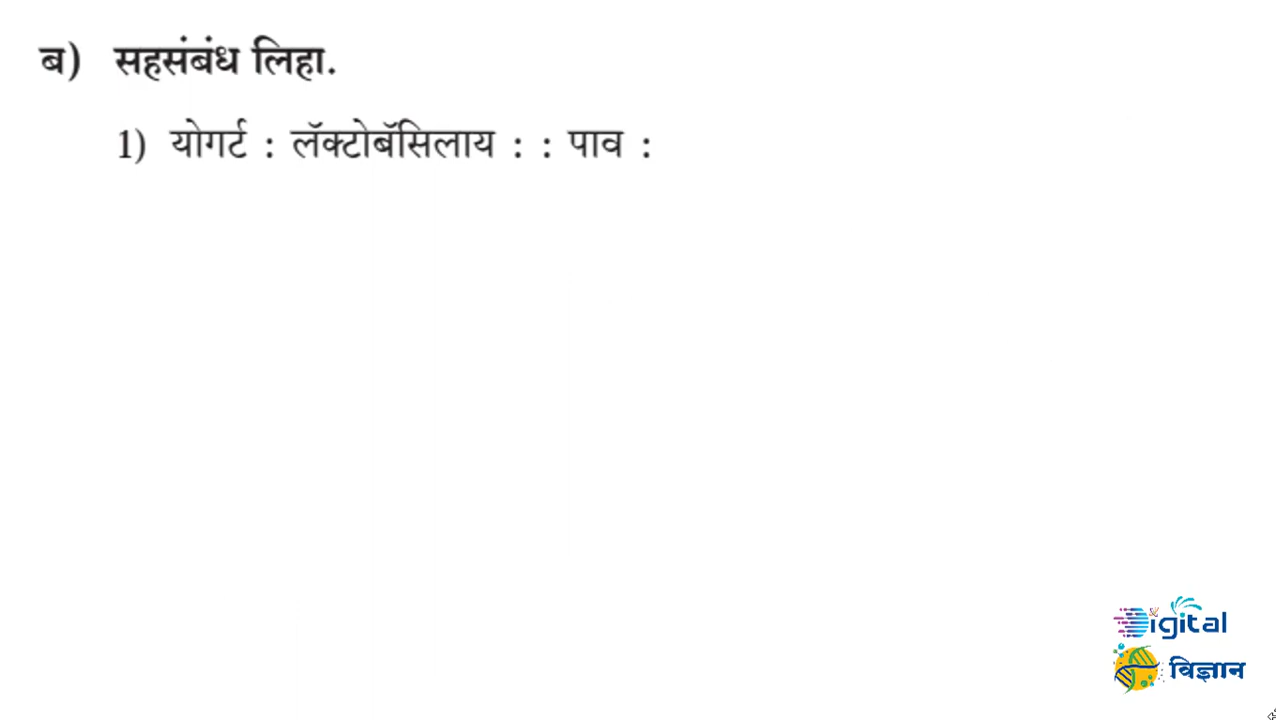 ब) सहसंबंध लिहा.
1) योगर्ट : लॅक्टोबॅसिलाय : : पाव :
Digital
विज्ञान